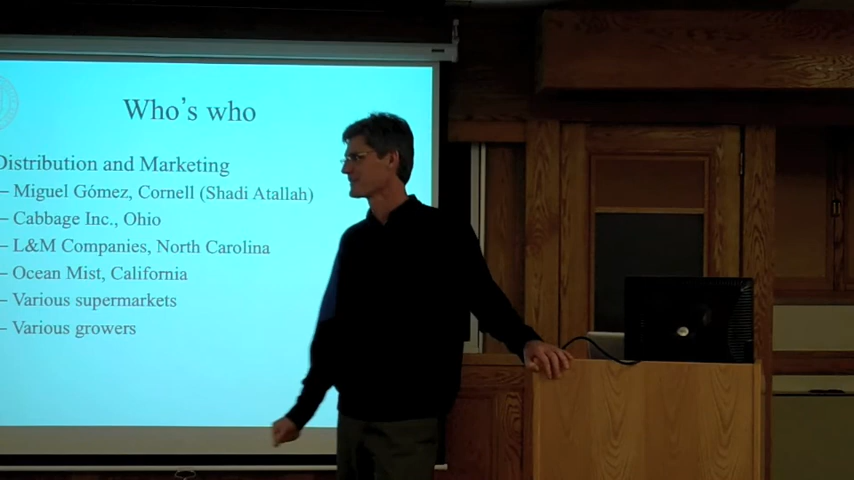 Who's who
Distribution and Marketing
– Miguel Gómez, Cornell (Shadi Atallah)
– Cabbage Inc., Ohio
– L&M Companies, North Carolina
– Ocean Mist, California
– Various supermarkets
– Various growers